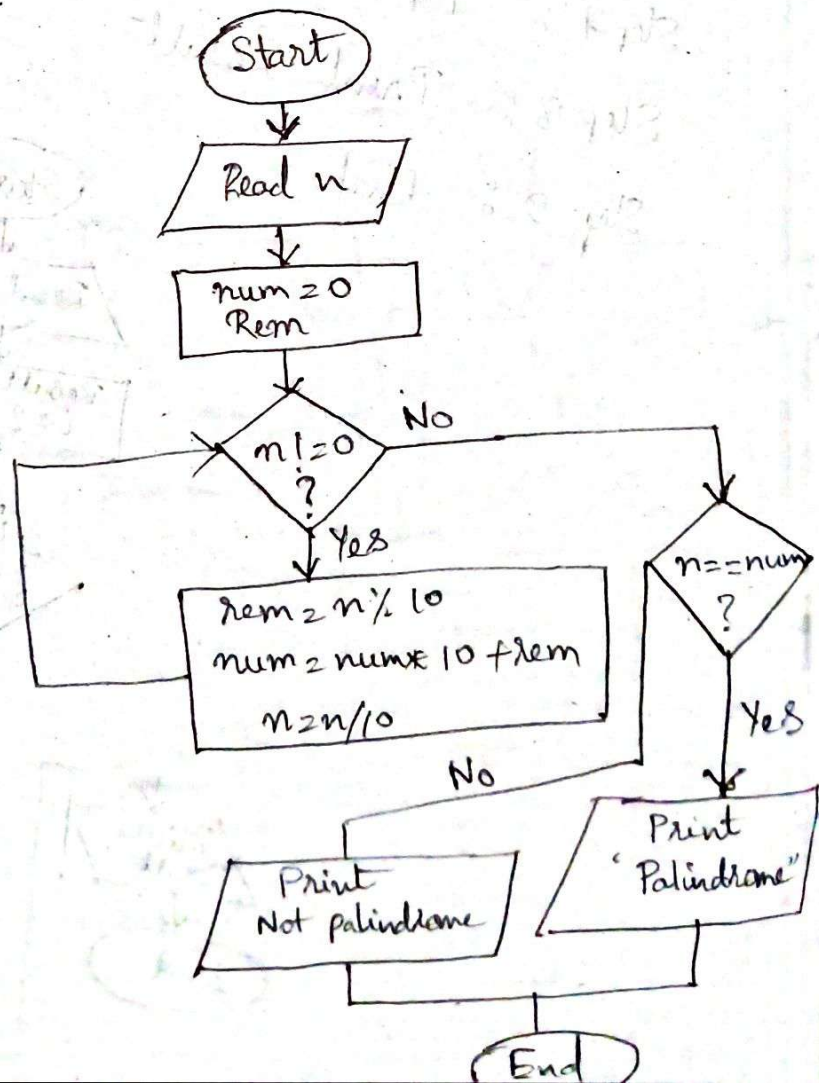 Start
Read n
num = 0
Rem
n != 0
?
No
Yes
rem = n % 10
num = num * 10 + rem
n = n/10
n == num
?
Yes
No
Print
"Palindrome"
Print
Not palindrome
End